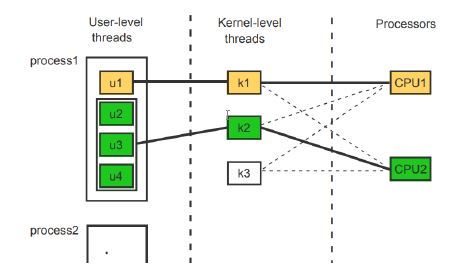 User-level
threads
Kernel-level
threads
Processors
process1
u1
k1
CPU1
u2
k2
u3
u4
k3
CPU2
process2